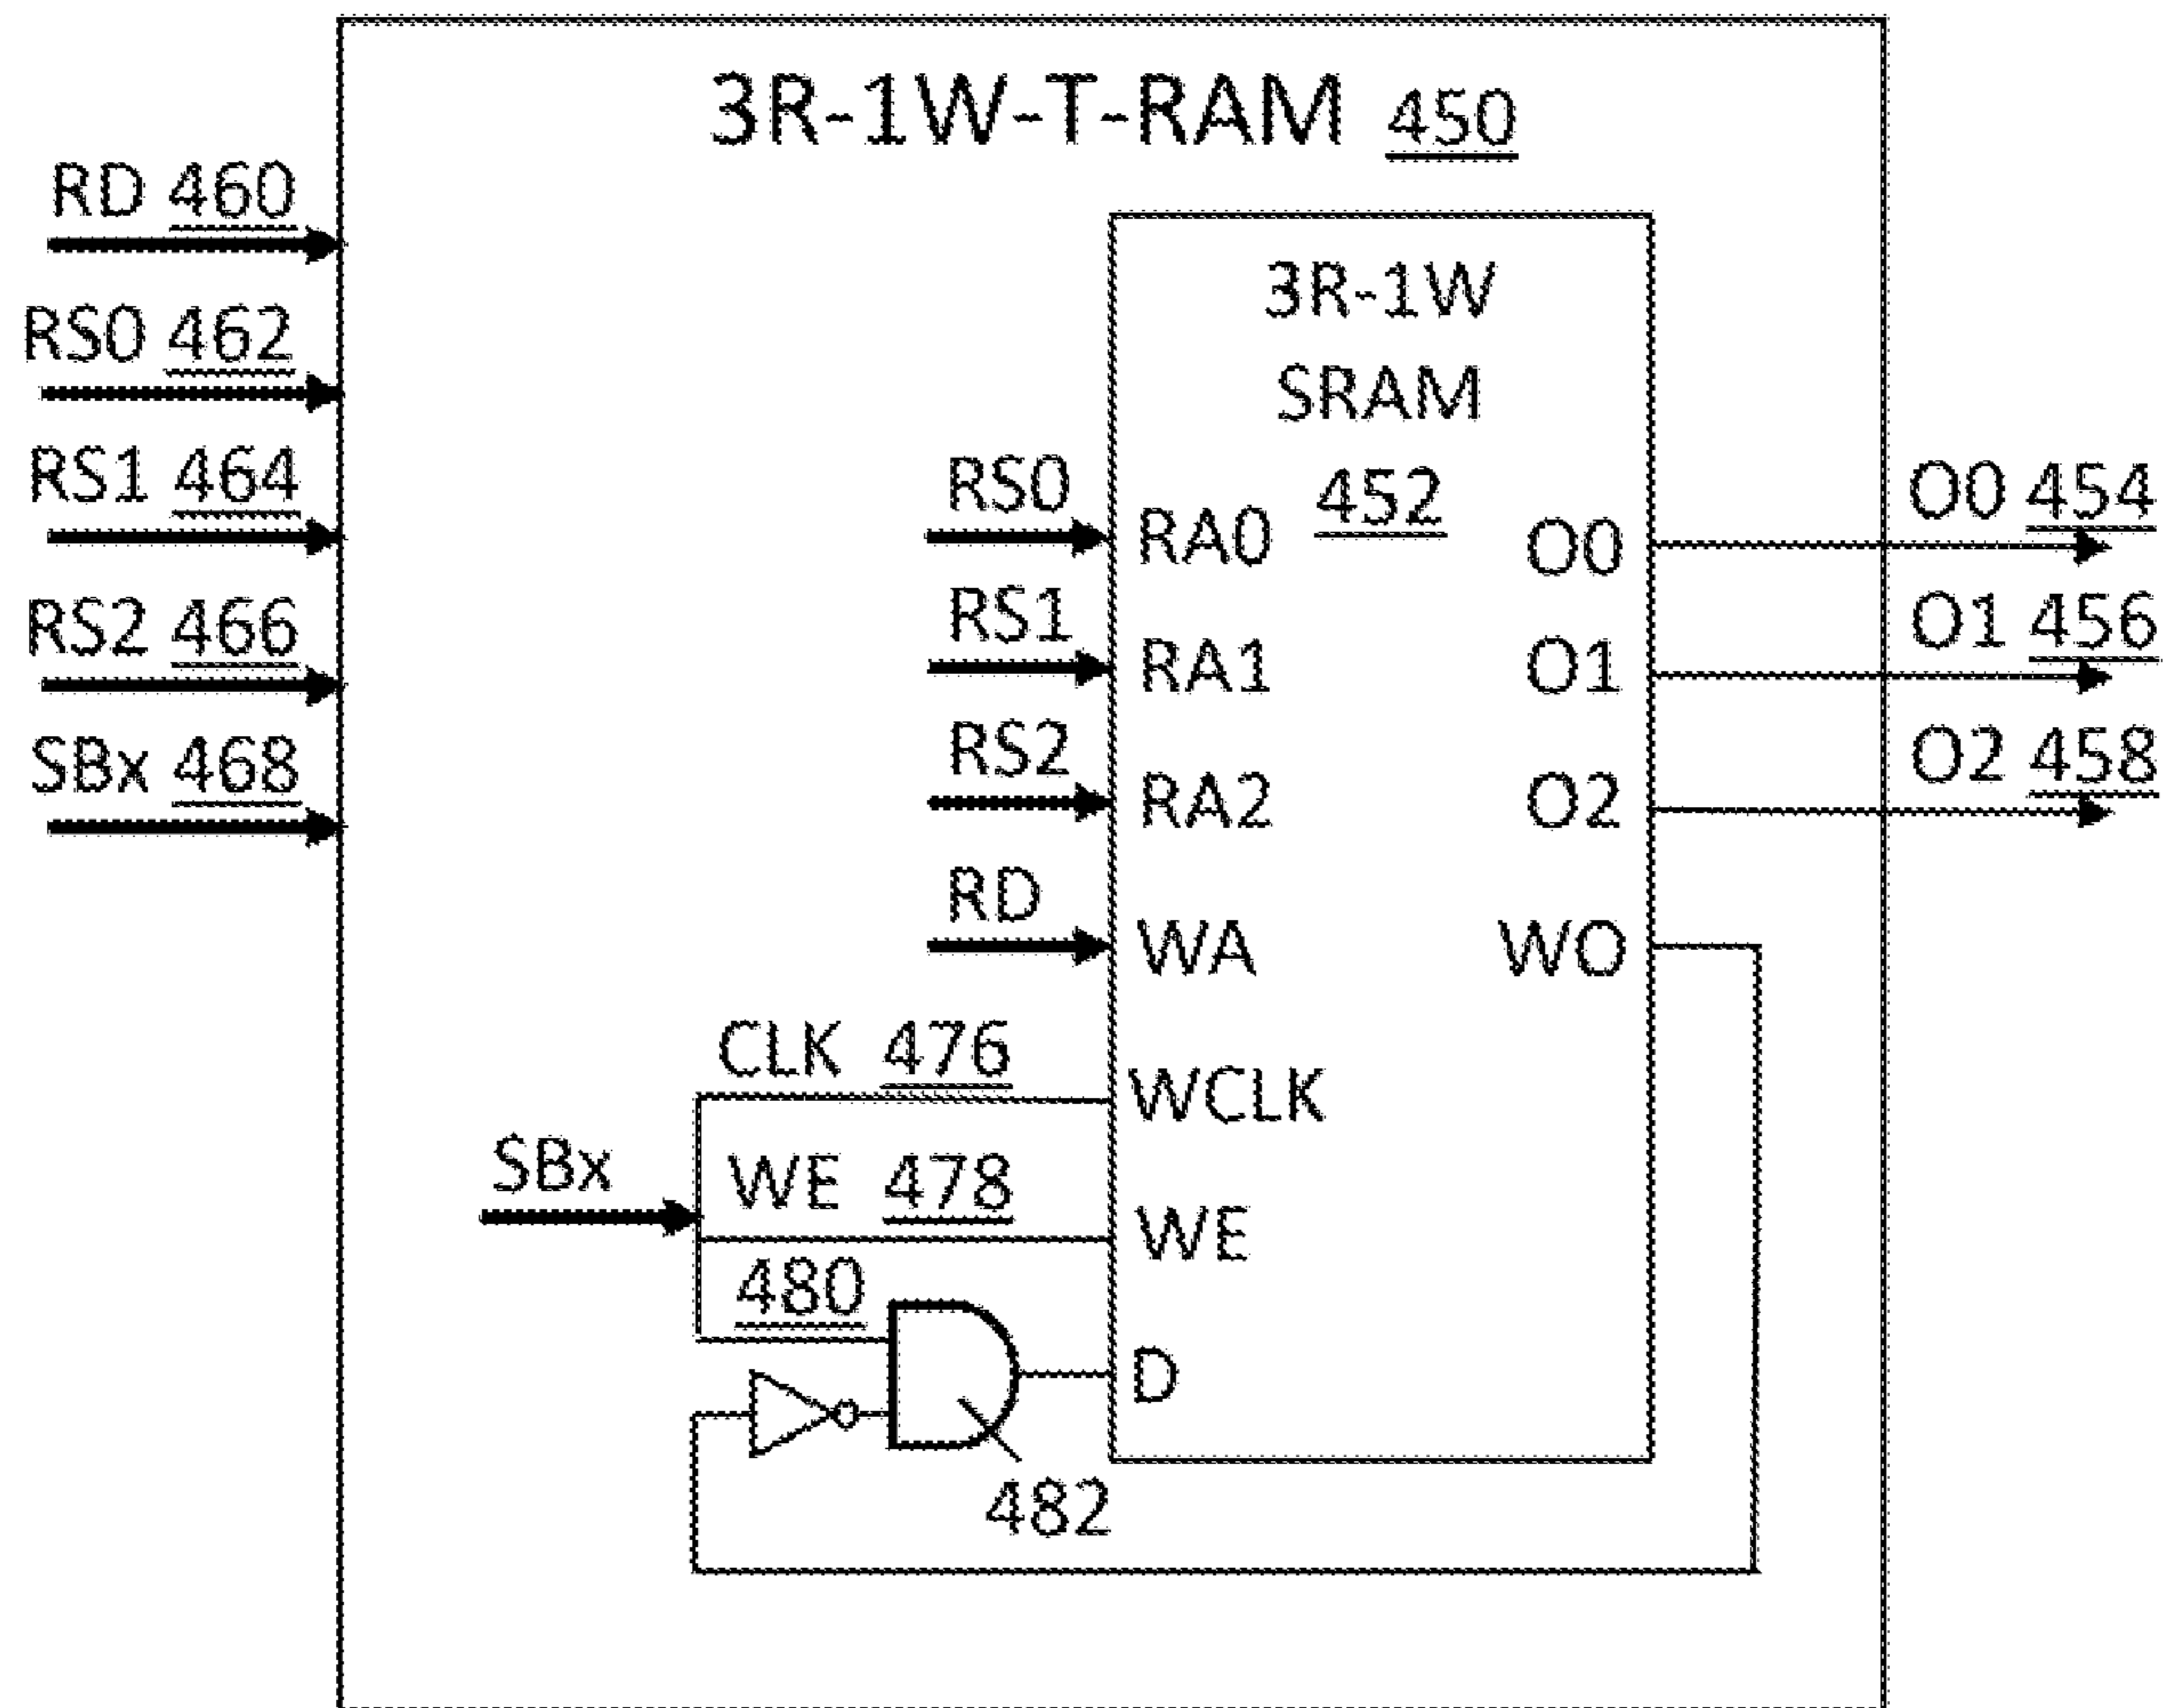 3R-1W-T-RAM 450
RD 460
RS0 462
RS1 464
RS2 466
SBx 468
3R-1W
SRAM
452
RS0
RA0
O0
O0 454
RS1
RA1
O1
O1 456
RS2
RA2
O2
O2 458
RD
WA
WO
CLK 476
WCLK
SBx
WE 478
WE
480
D
482